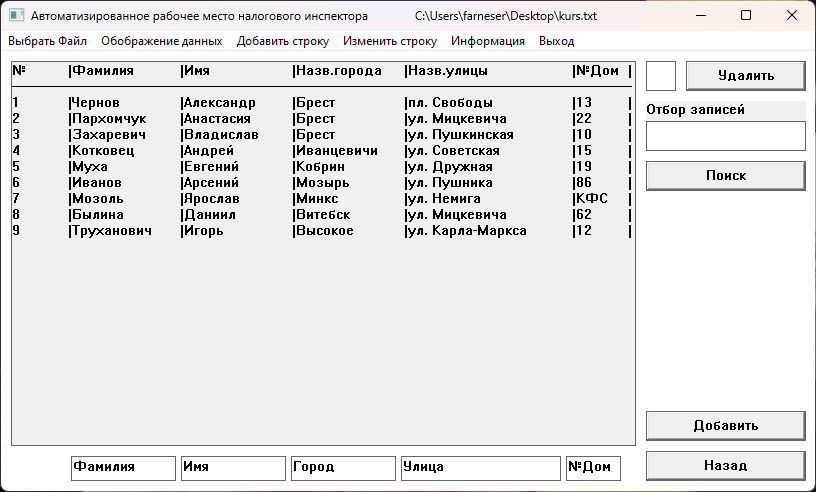 Автоматизированное рабочее место налогового инспектора C:\Users\farneser\Desktop\kurs.txt
Выбрать Файл Обображение данных Добавить строку Изменить строку Информация Выход
№ |Фамилия |Имя |Назв.города |Назв.улицы |№Дом |
1 |Чернов |Александр |Брест |пл. Свободы |13 |
2 |Пархомчук |Анастасия |Брест |ул. Мицкевича |22 |
3 |Захаревич |Владислав |Брест |ул. Пушкинская |10 |
4 |Котковец |Андрей |Иванцевичи |ул. Советская |15 |
5 |Муха |Евгений |Кобрин |ул. Дружная |19 |
6 |Иванов |Арсений |Мозырь |ул. Пушника |86 |
7 |Мозоль |Ярослав |Минкс |ул. Немига |КФС |
8 |Былина |Даниил |Витебск |ул. Мицкевича |62 |
9 |Труханович |Игорь |Высокое |ул. Карла-Маркса |12 |
Удалить
Отбор записей
Поиск
Добавить
Фамилия Имя Город Улица №Дом
Назад